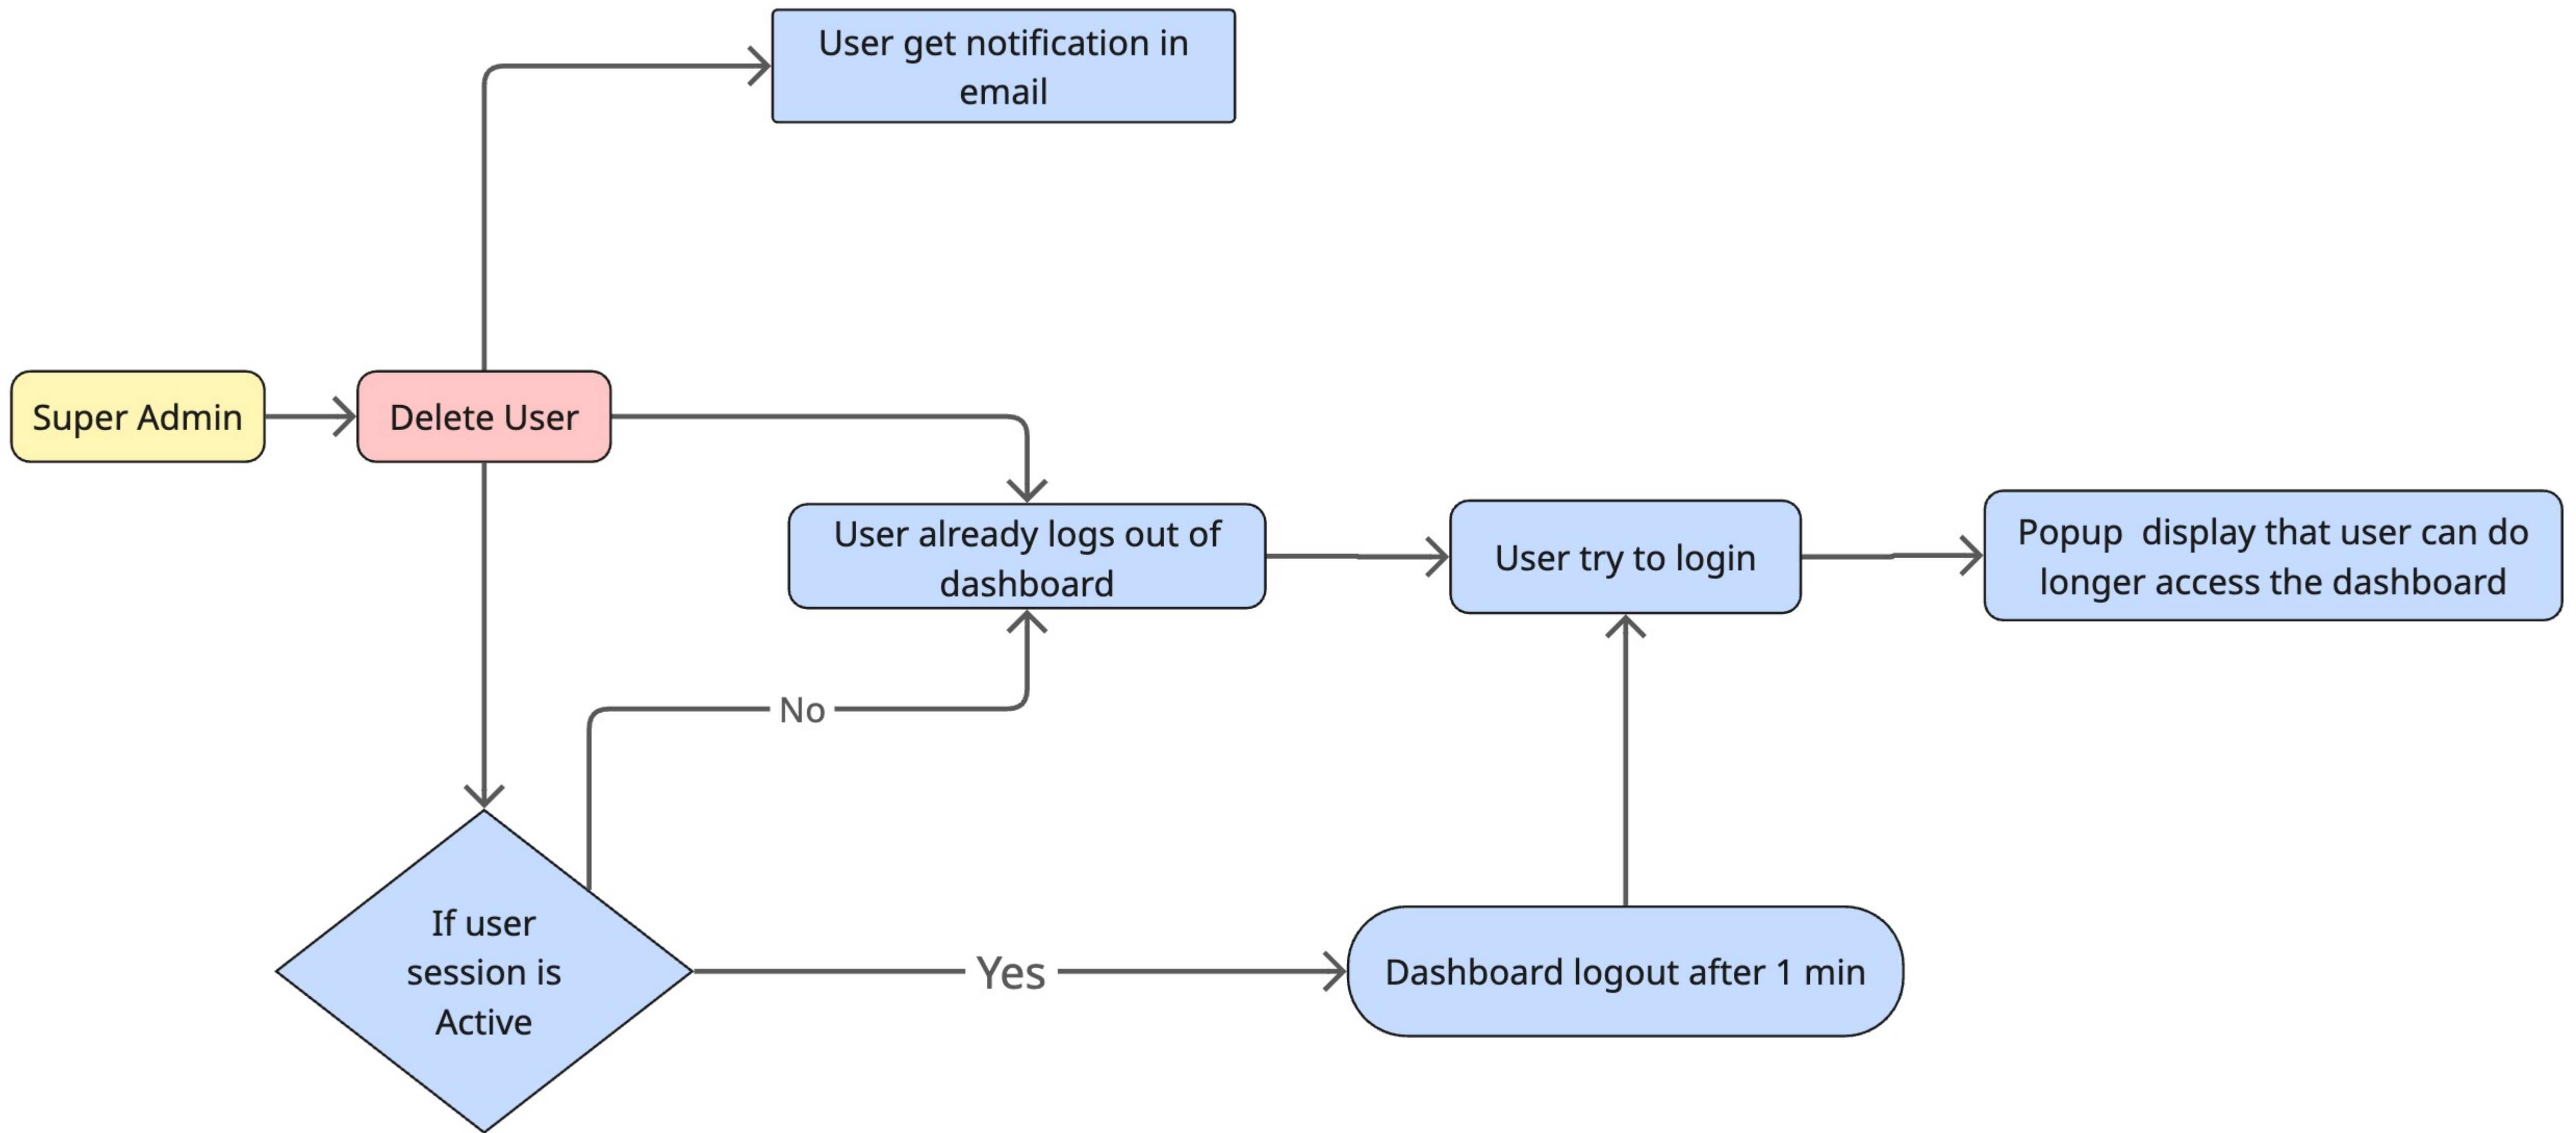 User get notification in
email
Super Admin
Delete User
User already logs out of
dashboard
User try to login
Popup  display that user can do
longer access the dashboard
No
If user
session is
Active
Yes
Dashboard logout after 1 min